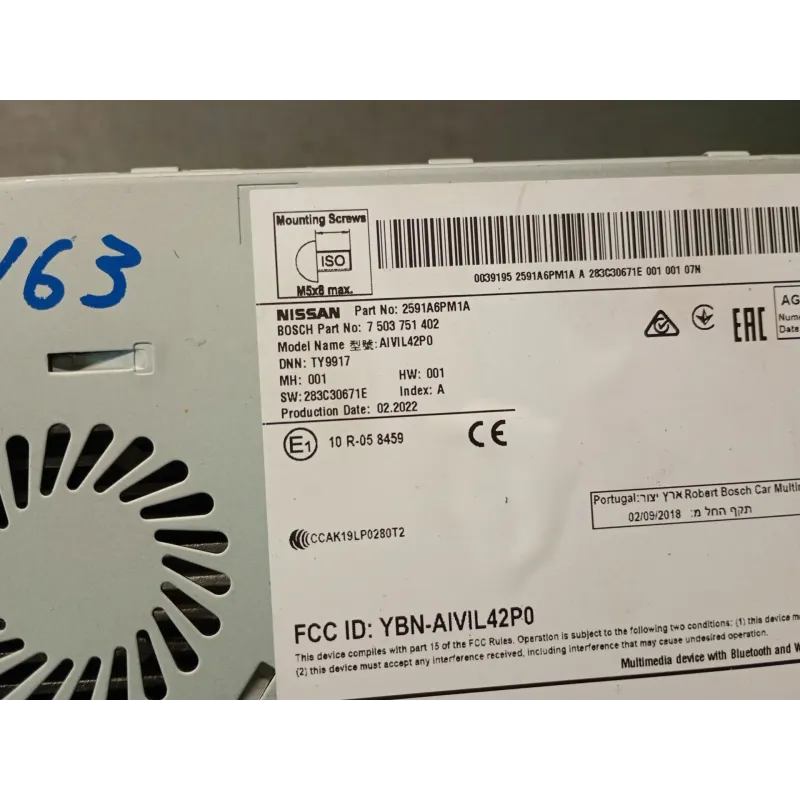 163
Mounting Screws
ISO
M5x8 max.
0039195 2591A6PM1A A 283C30671E 001 001 07N
NISSAN Part No: 2591A6PM1A
BOSCH Part No: 7 503 751 402
Model Name 型號: AIVIL42P0
DNN: TY9917
MH: 001 HW: 001
SW: 283C30671E Index: A
Production Date: 02.2022
EAC
AG
Date
E1 10 R-05 8459
CE
Portugal: ארץ יצור Robert Bosch Car
תקף החל מ: 02/09/2018
CCAK19LP0280T2
FCC ID: YBN-AIVIL42P0
This device complies with part 15 of the FCC Rules. Operation is subject to the following two conditions: (1) this device
(2) this device must accept any interference received, including interference that may cause undesired operation.
Multimedia device with Bluetooth and